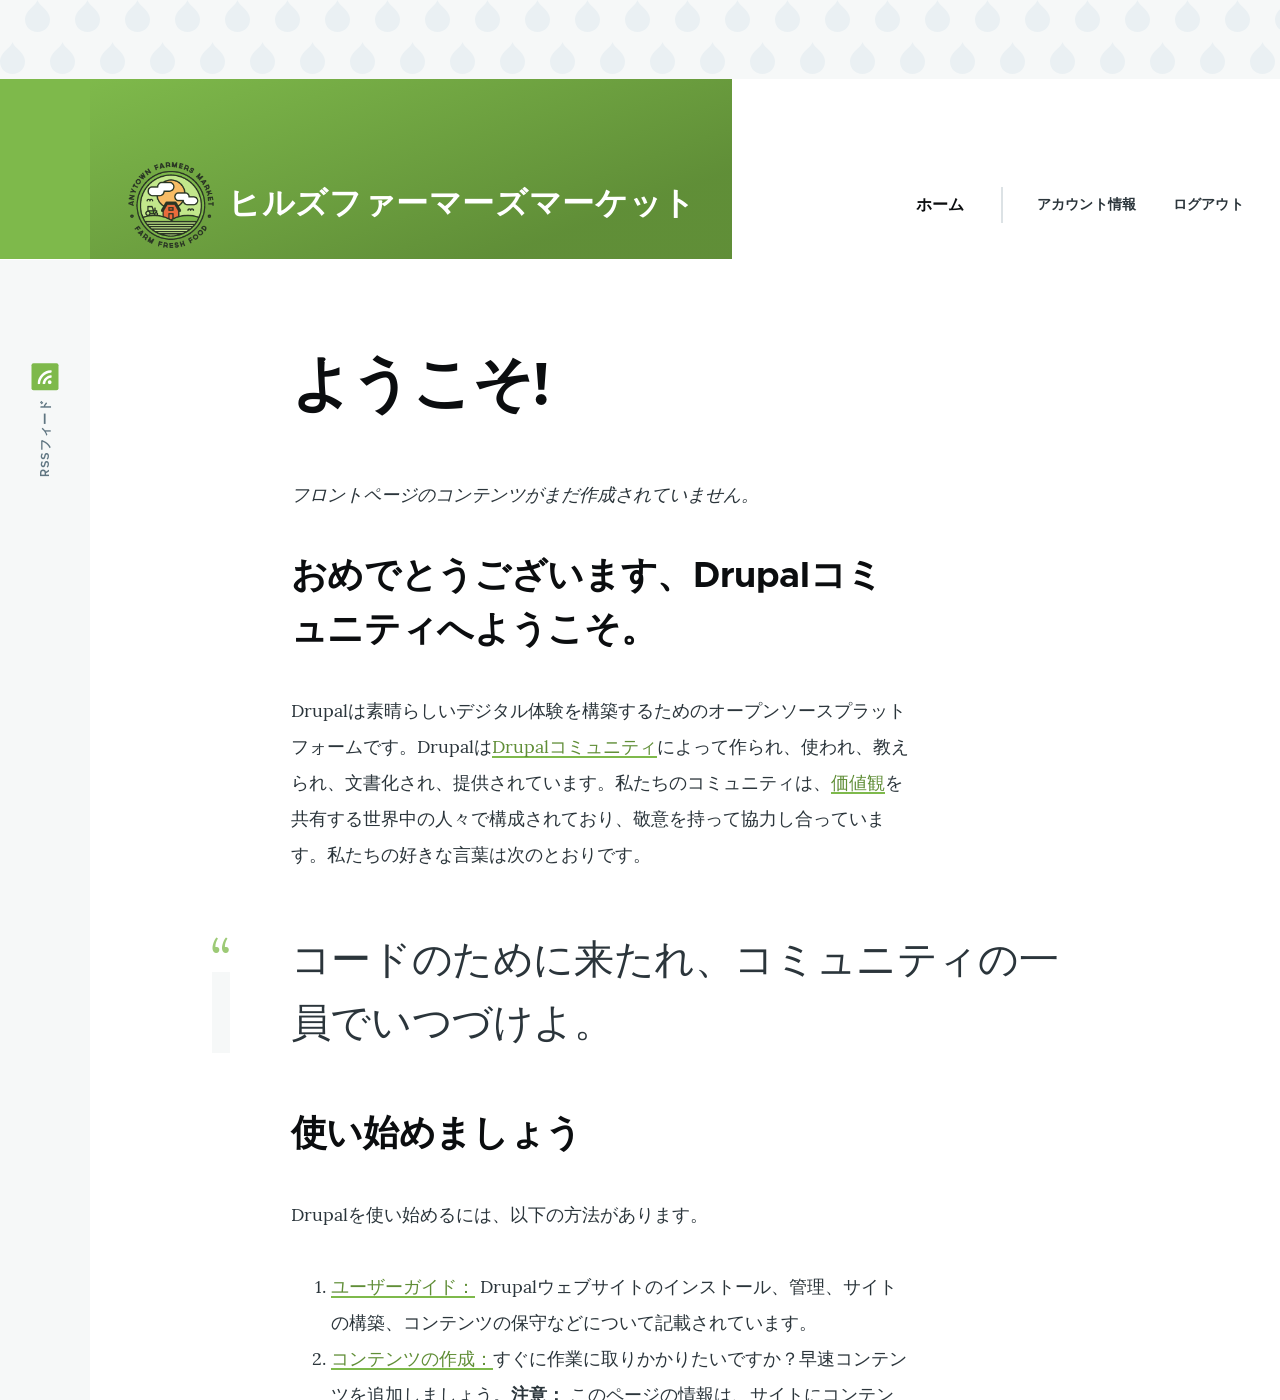 ANYTOWN FARMERS MARKET
FARM FRESH FOOD
ヒルズファーマーズマーケット
ホーム
アカウント情報
ログアウト
RSSフィード
ようこそ!
フロントページのコンテンツがまだ作成されていません。
おめでとうございます、Drupalコミ
ュニティへようこそ。
Drupalは素晴らしいデジタル体験を構築するためのオープンソースプラット
フォームです。DrupalはDrupalコミュニティによって作られ、使われ、教え
られ、文書化され、提供されています。私たちのコミュニティは、価値観を
共有する世界中の人々で構成されており、敬意を持って協力し合っていま
す。私たちの好きな言葉は次のとおりです。
“
コードのために来たれ、コミュニティの一
員でいつづけよ。
使い始めましょう
Drupalを使い始めるには、以下の方法があります。
1. ユーザーガイド： Drupalウェブサイトのインストール、管理、サイト
の構築、コンテンツの保守などについて記載されています。
2. コンテンツの作成：すぐに作業に取りかかりたいですか？早速コンテン
ツを追加しましょう。注意： このページの情報は、サイトにコンテン